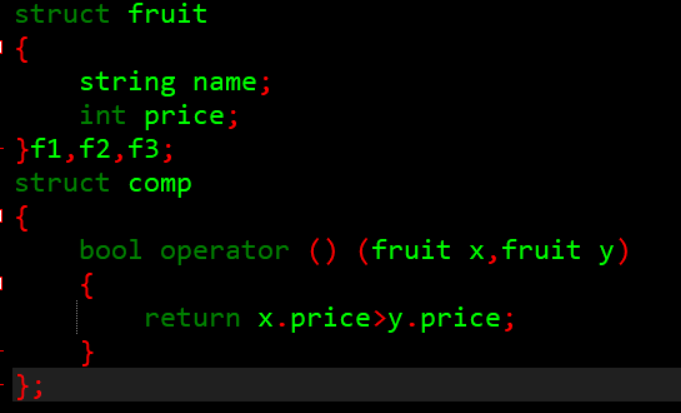 struct fruit
{
    string name;
    int price;
}f1,f2,f3;
struct comp
{
    bool operator () (fruit x,fruit y)
    {
        return x.price>y.price;
    }
};